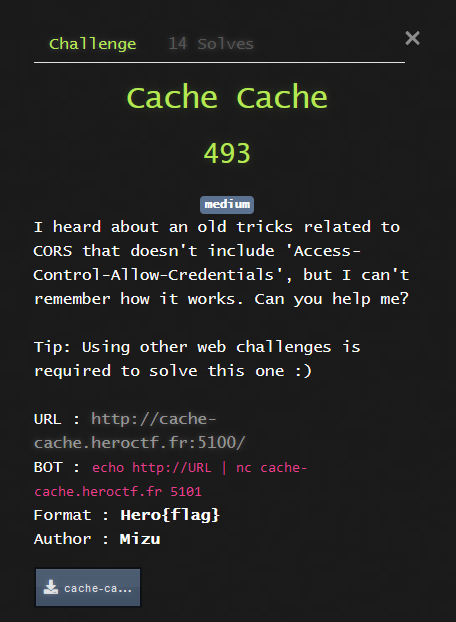 Challenge
14 Solves
×
Cache Cache
493
medium
I heard about an old tricks related to
CORS that doesn't include 'Access-
Control-Allow-Credentials', but I can't
remember how it works. Can you help me?
Tip: Using other web challenges is
required to solve this one :)
URL : http://cache-
cache.heroctf.fr:5100/
BOT : echo http://URL | nc cache-
cache.heroctf.fr 5101
Format : Hero{flag}
Author : Mizu
cache-ca...